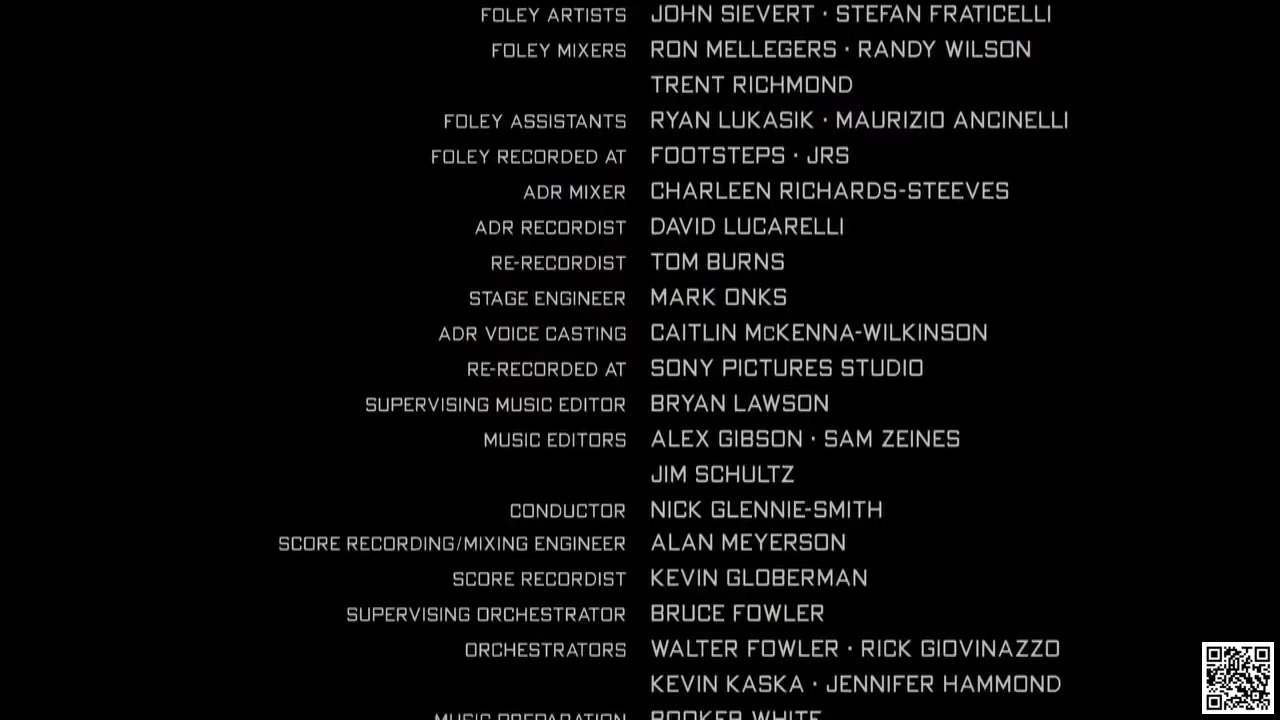 FOLEY ARTISTS JOHN SIEVERT · STEFAN FRATICELLI
FOLEY MIXERS RON MELLEGERS · RANDY WILSON
TRENT RICHMOND
FOLEY ASSISTANTS RYAN LUKASIK · MAURIZIO ANCINELLI
FOLEY RECORDED AT FOOTSTEPS · JRS
ADR MIXER CHARLEEN RICHARDS-STEEVES
ADR RECORDIST DAVID LUCARELLI
RE-RECORDIST TOM BURNS
STAGE ENGINEER MARK ONKS
ADR VOICE CASTING CAITLIN McKENNA-WILKINSON
RE-RECORDED AT SONY PICTURES STUDIO
SUPERVISING MUSIC EDITOR BRYAN LAWSON
MUSIC EDITORS ALEX GIBSON · SAM ZEINES
JIM SCHULTZ
CONDUCTOR NICK GLENNIE-SMITH
SCORE RECORDING/MIXING ENGINEER ALAN MEYERSON
SCORE RECORDIST KEVIN GLOBERMAN
SUPERVISING ORCHESTRATOR BRUCE FOWLER
ORCHESTRATORS WALTER FOWLER · RICK GIOVINAZZO
KEVIN KASKA · JENNIFER HAMMOND
MUSIC PREPARATION BOOKER WHITE